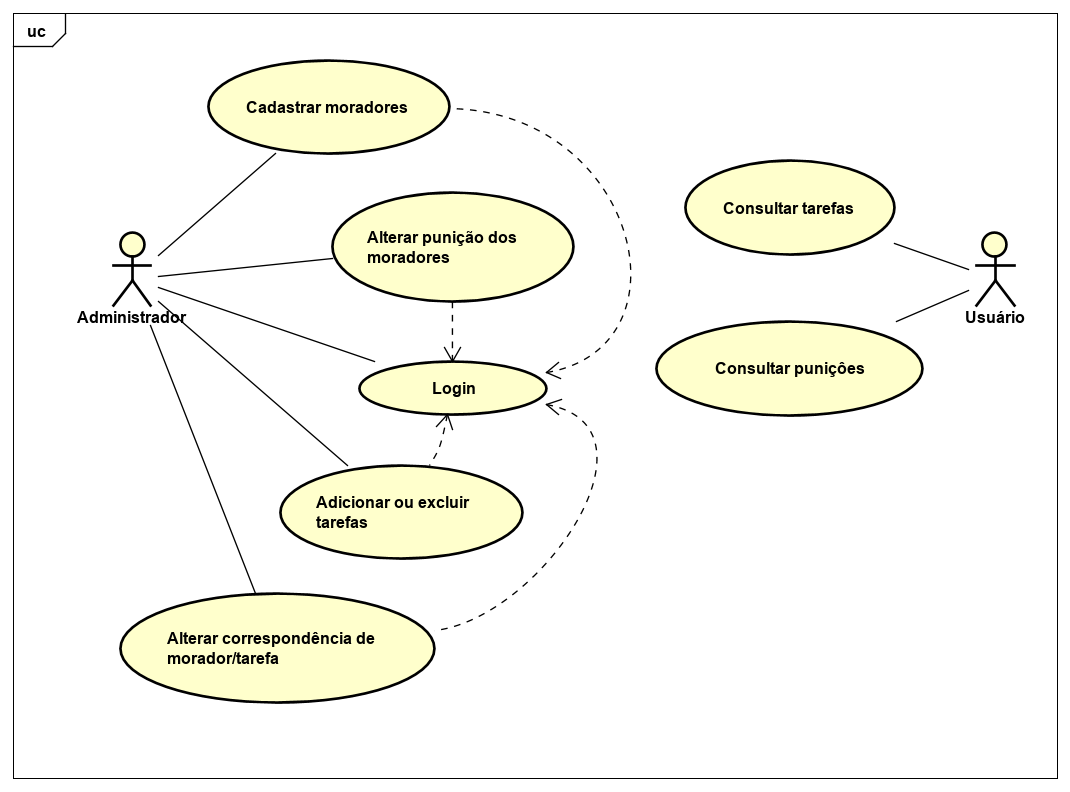 uc
Cadastrar moradores
Consultar tarefas
Alterar punição dos
moradores
Administrador
Usuário
Consultar puniçôes
Login
Adicionar ou excluir
tarefas
Alterar correspondência de
morador/tarefa